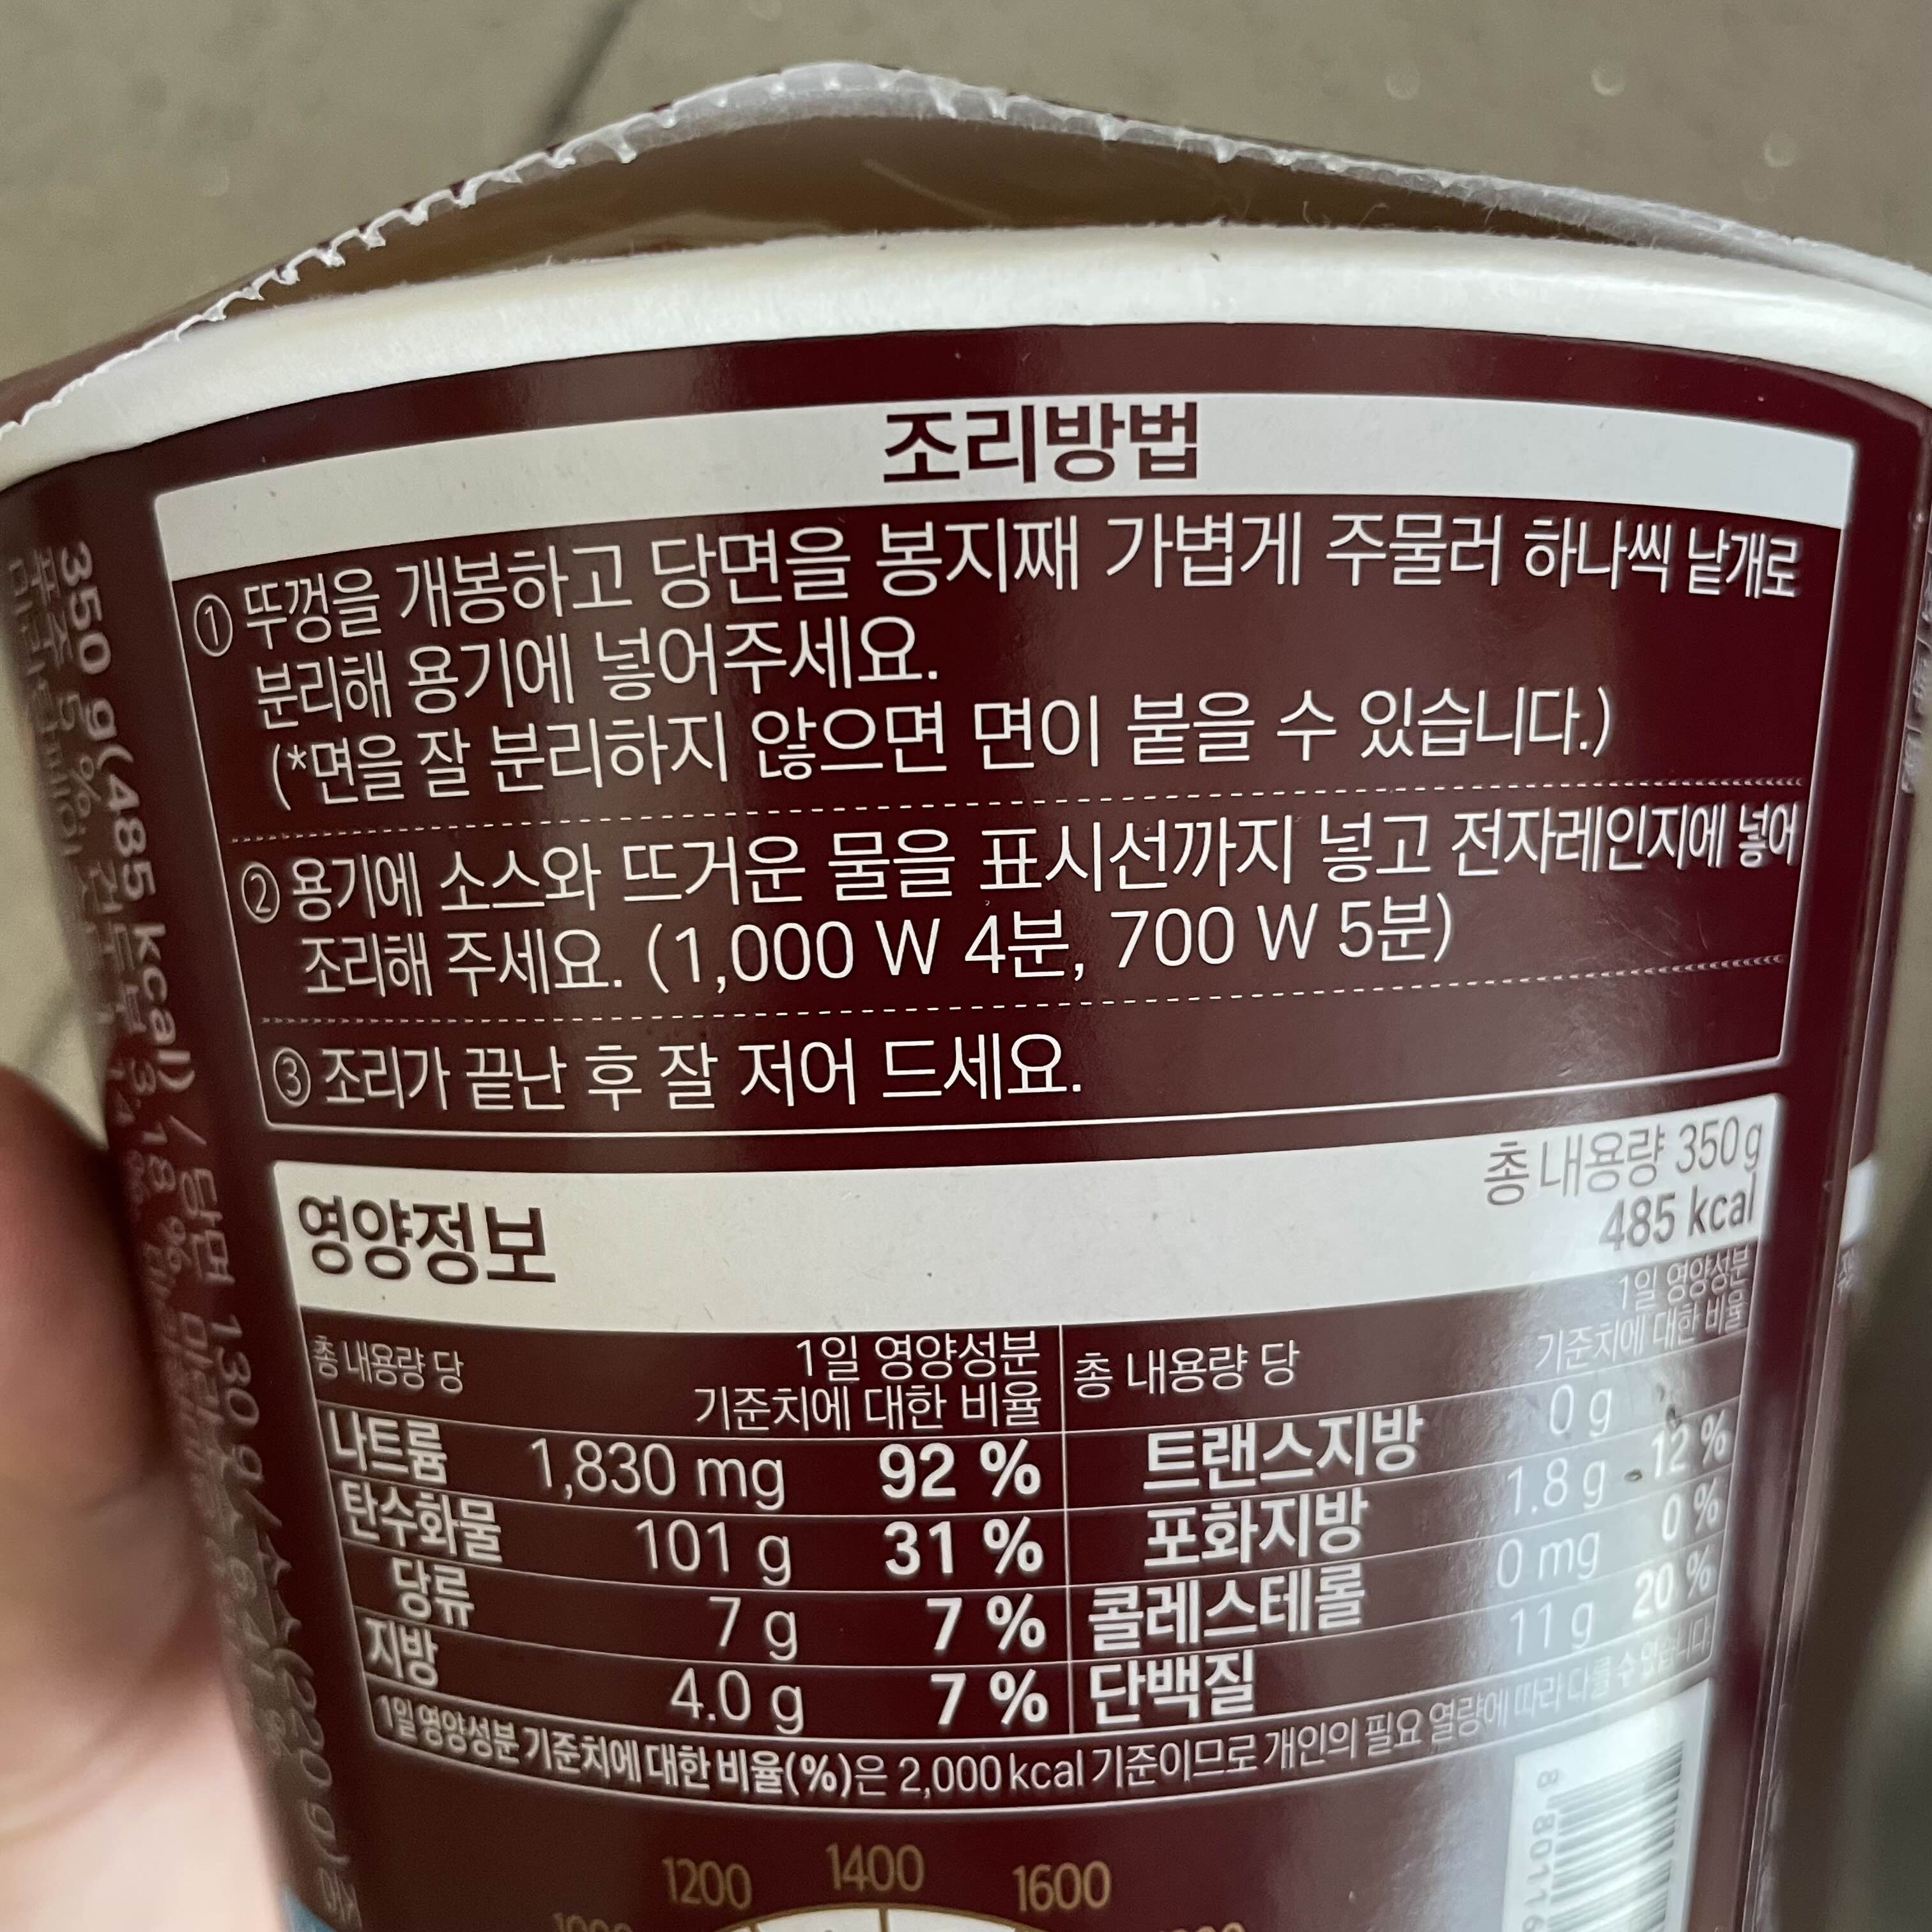 조리방법
① 뚜껑을 개봉하고 당면을 봉지째 가볍게 주물러 하나씩 낱개로
분리해 용기에 넣어주세요.
(*면을 잘 분리하지 않으면 면이 붙을 수 있습니다.)
② 용기에 소스와 뜨거운 물을 표시선까지 넣고 전자레인지에 넣어
조리해 주세요. (1,000 W 4분, 700 W 5분)
③ 조리가 끝난 후 잘 저어 드세요.
영양정보
총 내용량 350g
485 kcal
총 내용량 당 1일 영양성분
기준치에 대한 비율
나트륨 1,830 mg 92 %
탄수화물 101 g 31 %
당류 7 g 7 %
지방 4.0 g 7 %
총 내용량 당 1일 영양성분
기준치에 대한 비율
트랜스지방 0 g
포화지방 1.8 g 12 %
콜레스테롤 0 mg 0 %
단백질 11 g 20 %
1일 영양성분 기준치에 대한 비율(%)은 2,000 kcal 기준이므로 개인의 필요 열량에 따라 다를 수 있습니다.
1200 1400 1600
350 g(485 kcal) / 당면 130 g / (220 g)